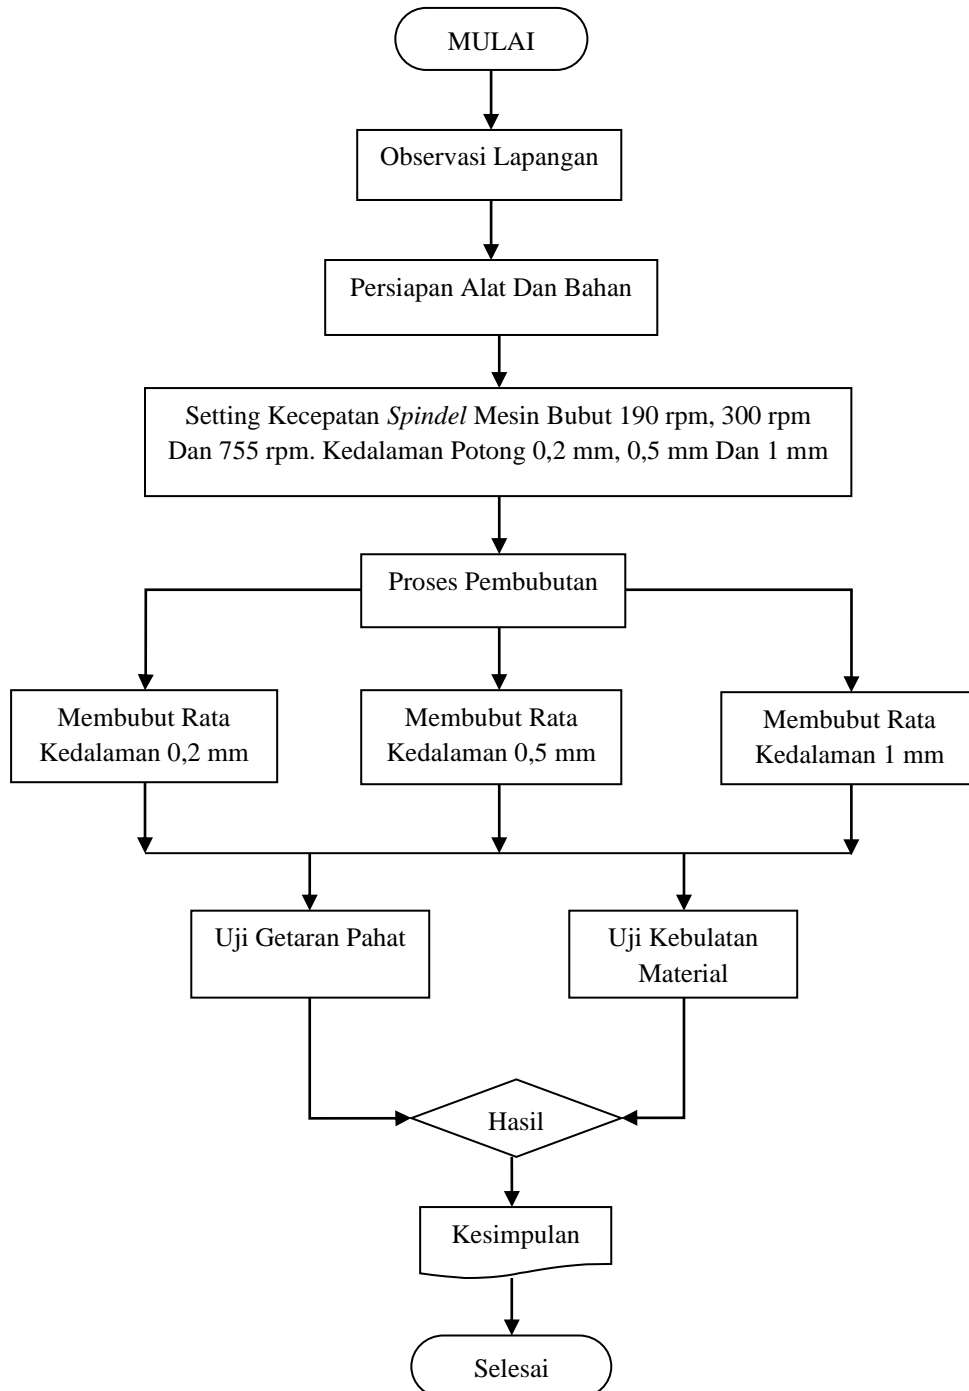 MULAI
Observasi Lapangan
Persiapan Alat Dan Bahan
Setting Kecepatan Spindel Mesin Bubut 190 rpm, 300 rpm
Dan 755 rpm. Kedalaman Potong 0,2 mm, 0,5 mm Dan 1 mm
Proses Pembubutan
Membubut Rata
Kedalaman 0,2 mm
Membubut Rata
Kedalaman 0,5 mm
Membubut Rata
Kedalaman 1 mm
Uji Getaran Pahat
Uji Kebulatan
Material
Hasil
Kesimpulan
Selesai